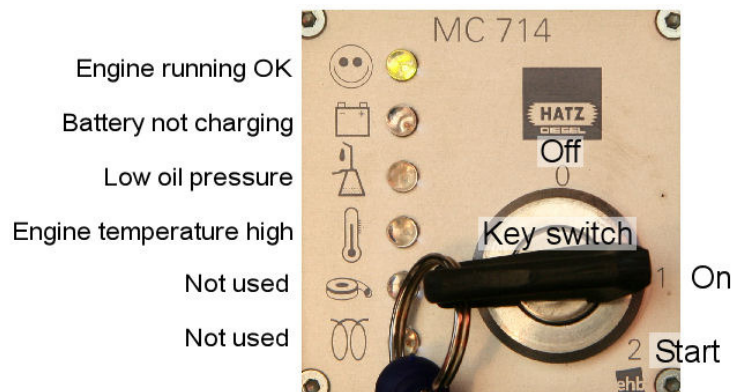 MC 714
Engine running OK
Battery not charging
HATZ
DIESEL
Off
0
Low oil pressure
Engine temperature high
Key switch
Not used
1 On
Not used
2 Start
ehb